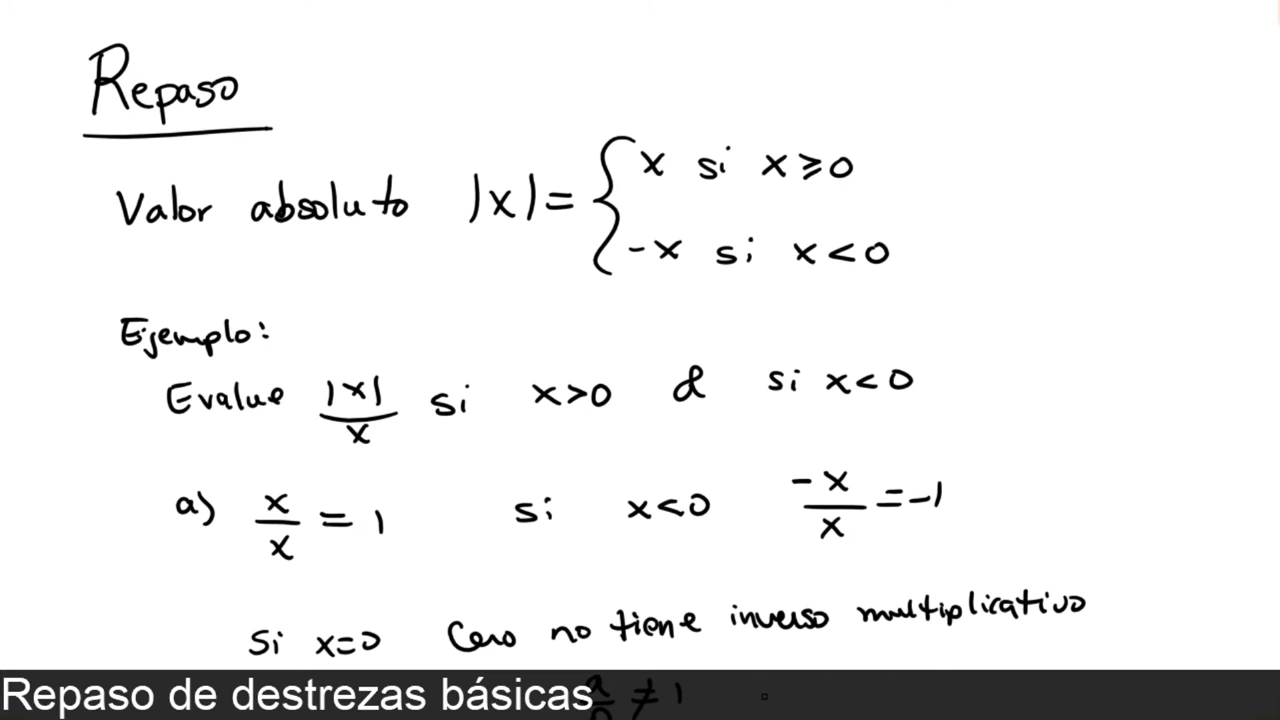 Repaso
Valor absoluto |x| = { x si x ≥ 0
-x si x < 0
Ejemplo:
Evalue |x|/x si x>0 & si x<0
a) x/x = 1 si x<0 -x/x = -1
Si x=0 Cero no tiene inverso multiplicativo
≠ 1
Repaso de destrezas básicas